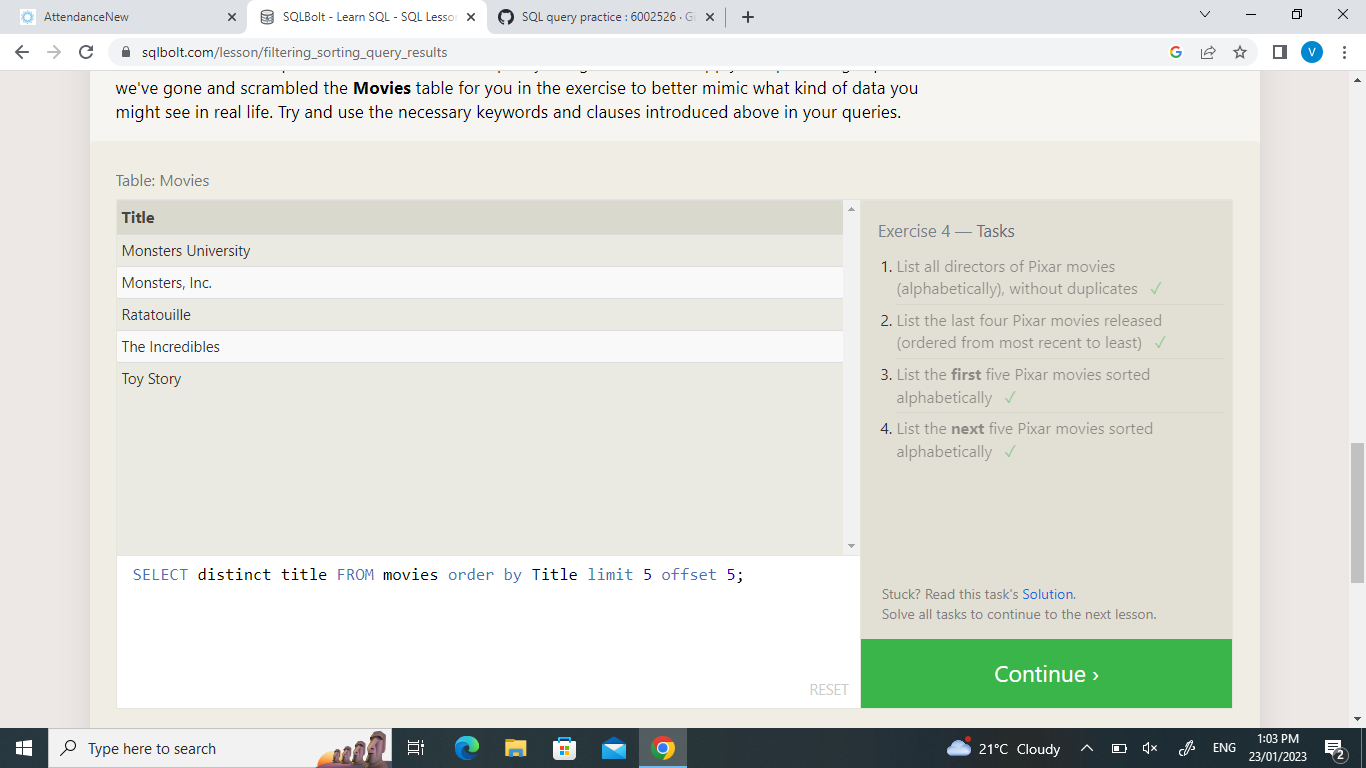 AttendanceNew
SQLBolt - Learn SQL - SQL Lesson
SQL query practice : 6002526 · Gi
sqlbolt.com/lesson/filtering_sorting_query_results
V
we've gone and scrambled the Movies table for you in the exercise to better mimic what kind of data you
might see in real life. Try and use the necessary keywords and clauses introduced above in your queries.
Table: Movies
Title
Monsters University
Monsters, Inc.
Ratatouille
The Incredibles
Toy Story
SELECT distinct title FROM movies order by Title limit 5 offset 5;
RESET
Exercise 4 — Tasks
1. List all directors of Pixar movies
(alphabetically), without duplicates ✓
2. List the last four Pixar movies released
(ordered from most recent to least) ✓
3. List the first five Pixar movies sorted
alphabetically ✓
4. List the next five Pixar movies sorted
alphabetically ✓
Stuck? Read this task's Solution.
Solve all tasks to continue to the next lesson.
Continue ›
Type here to search
21°C Cloudy
ENG
1:03 PM
23/01/2023
2